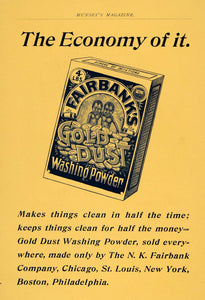 MUNSEY'S MAGAZINE.
The Economy of it.
4
LBS.
FAIRBANK'S
GOLD
DUST
Washing Powder
Makes things clean in half the time;
keeps things clean for half the money—
Gold Dust Washing Powder, sold every-
where, made only by The N. K. Fairbank
Company, Chicago, St. Louis, New York,
Boston, Philadelphia.